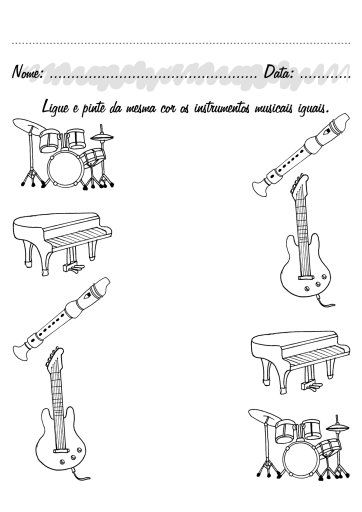 Nome: ............................................... Data: ............
Ligue e pinte da mesma cor os instrumentos musicais iguais.